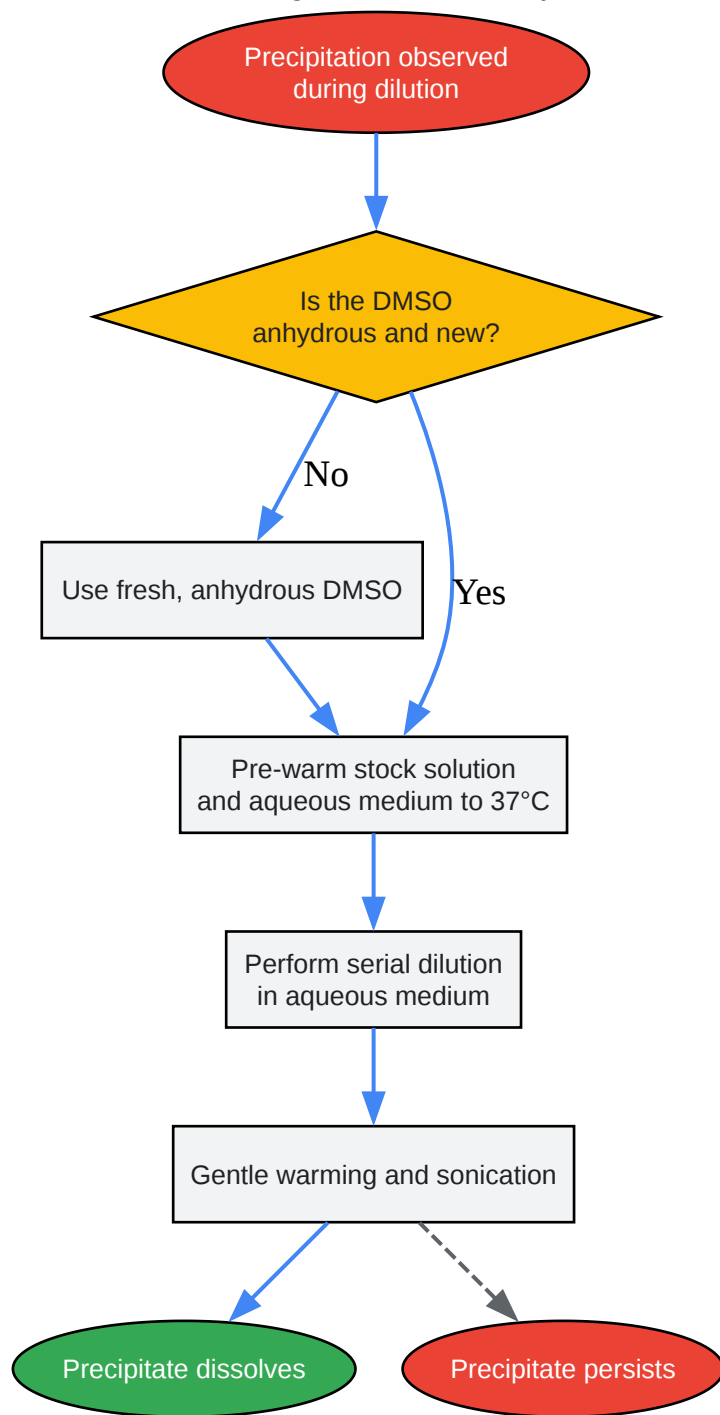 Precipitation observed
during dilution
Is the DMSO
anhydrous and new?
No
Use fresh, anhydrous DMSO
Yes
Pre-warm stock solution
and aqueous medium to 37°C
Perform serial dilution
in aqueous medium
Gentle warming and sonication
Precipitate dissolves
Precipitate persists